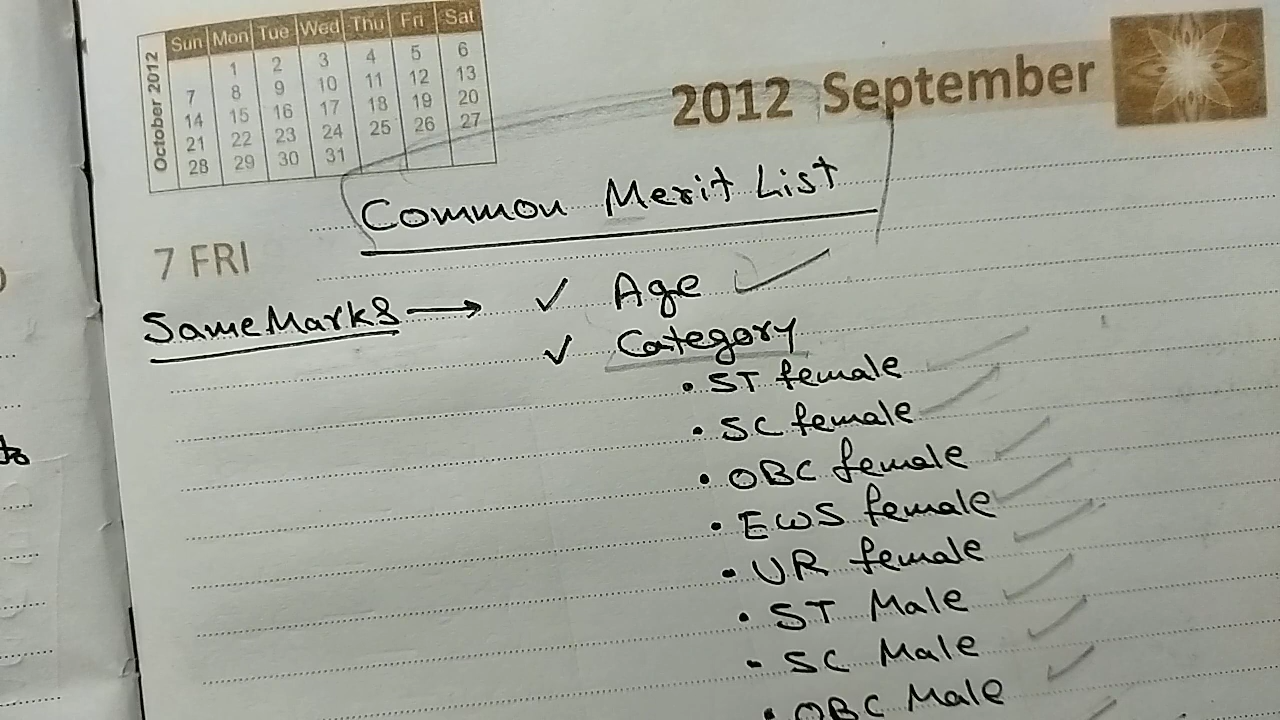 Sun Mon Tue Wed Thu Fri Sat
October 2012
1 2 3 4 5 6
7 8 9 10 11 12 13
14 15 16 17 18 19 20
21 22 23 24 25 26 27
28 29 30 31
2012 September
Common Merit List
7 FRI
Same Marks → ✓ Age ✓
✓ Category
• ST female
• SC female
• OBC female
• EWS female
• UR female
• ST Male
• SC Male
• OBC Male